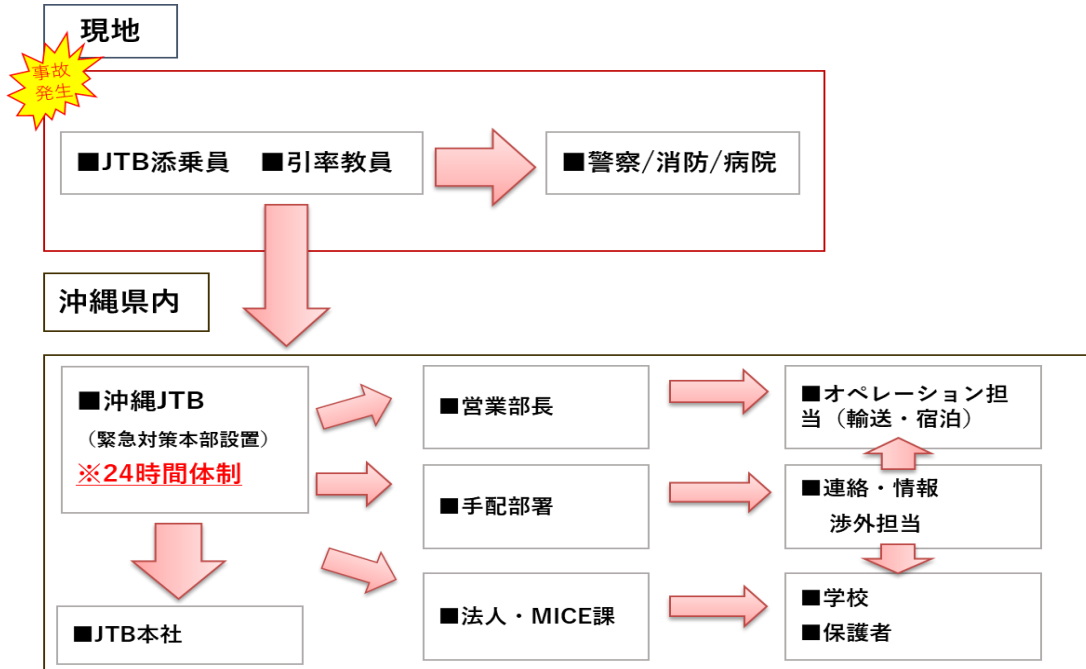 現地
事故
発生
■JTB添乗員 ■引率教員
■警察/消防/病院
沖縄県内
■沖縄JTB
（緊急対策本部設置）
※24時間体制
■営業部長
■オペレーション担
当（輸送・宿泊）
■手配部署
■連絡・情報
渉外担当
■JTB本社
■法人・MICE課
■学校
■保護者